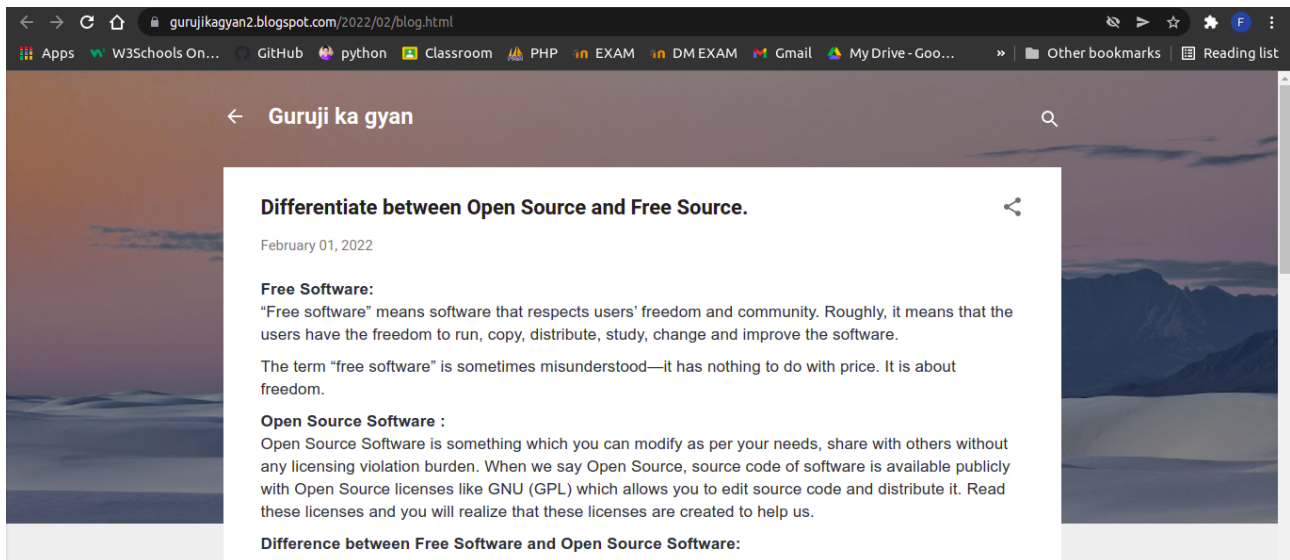 gurujikagyan2.blogspot.com/2022/02/blog.html
F
Apps W3Schools On... GitHub python Classroom PHP EXAM DM EXAM Gmail My Drive - Goo... » Other bookmarks Reading list
Guruji ka gyan
Differentiate between Open Source and Free Source.
February 01, 2022
Free Software:
“Free software” means software that respects users’ freedom and community. Roughly, it means that the
users have the freedom to run, copy, distribute, study, change and improve the software.
The term “free software” is sometimes misunderstood—it has nothing to do with price. It is about
freedom.
Open Source Software :
Open Source Software is something which you can modify as per your needs, share with others without
any licensing violation burden. When we say Open Source, source code of software is available publicly
with Open Source licenses like GNU (GPL) which allows you to edit source code and distribute it. Read
these licenses and you will realize that these licenses are created to help us.
Difference between Free Software and Open Source Software: